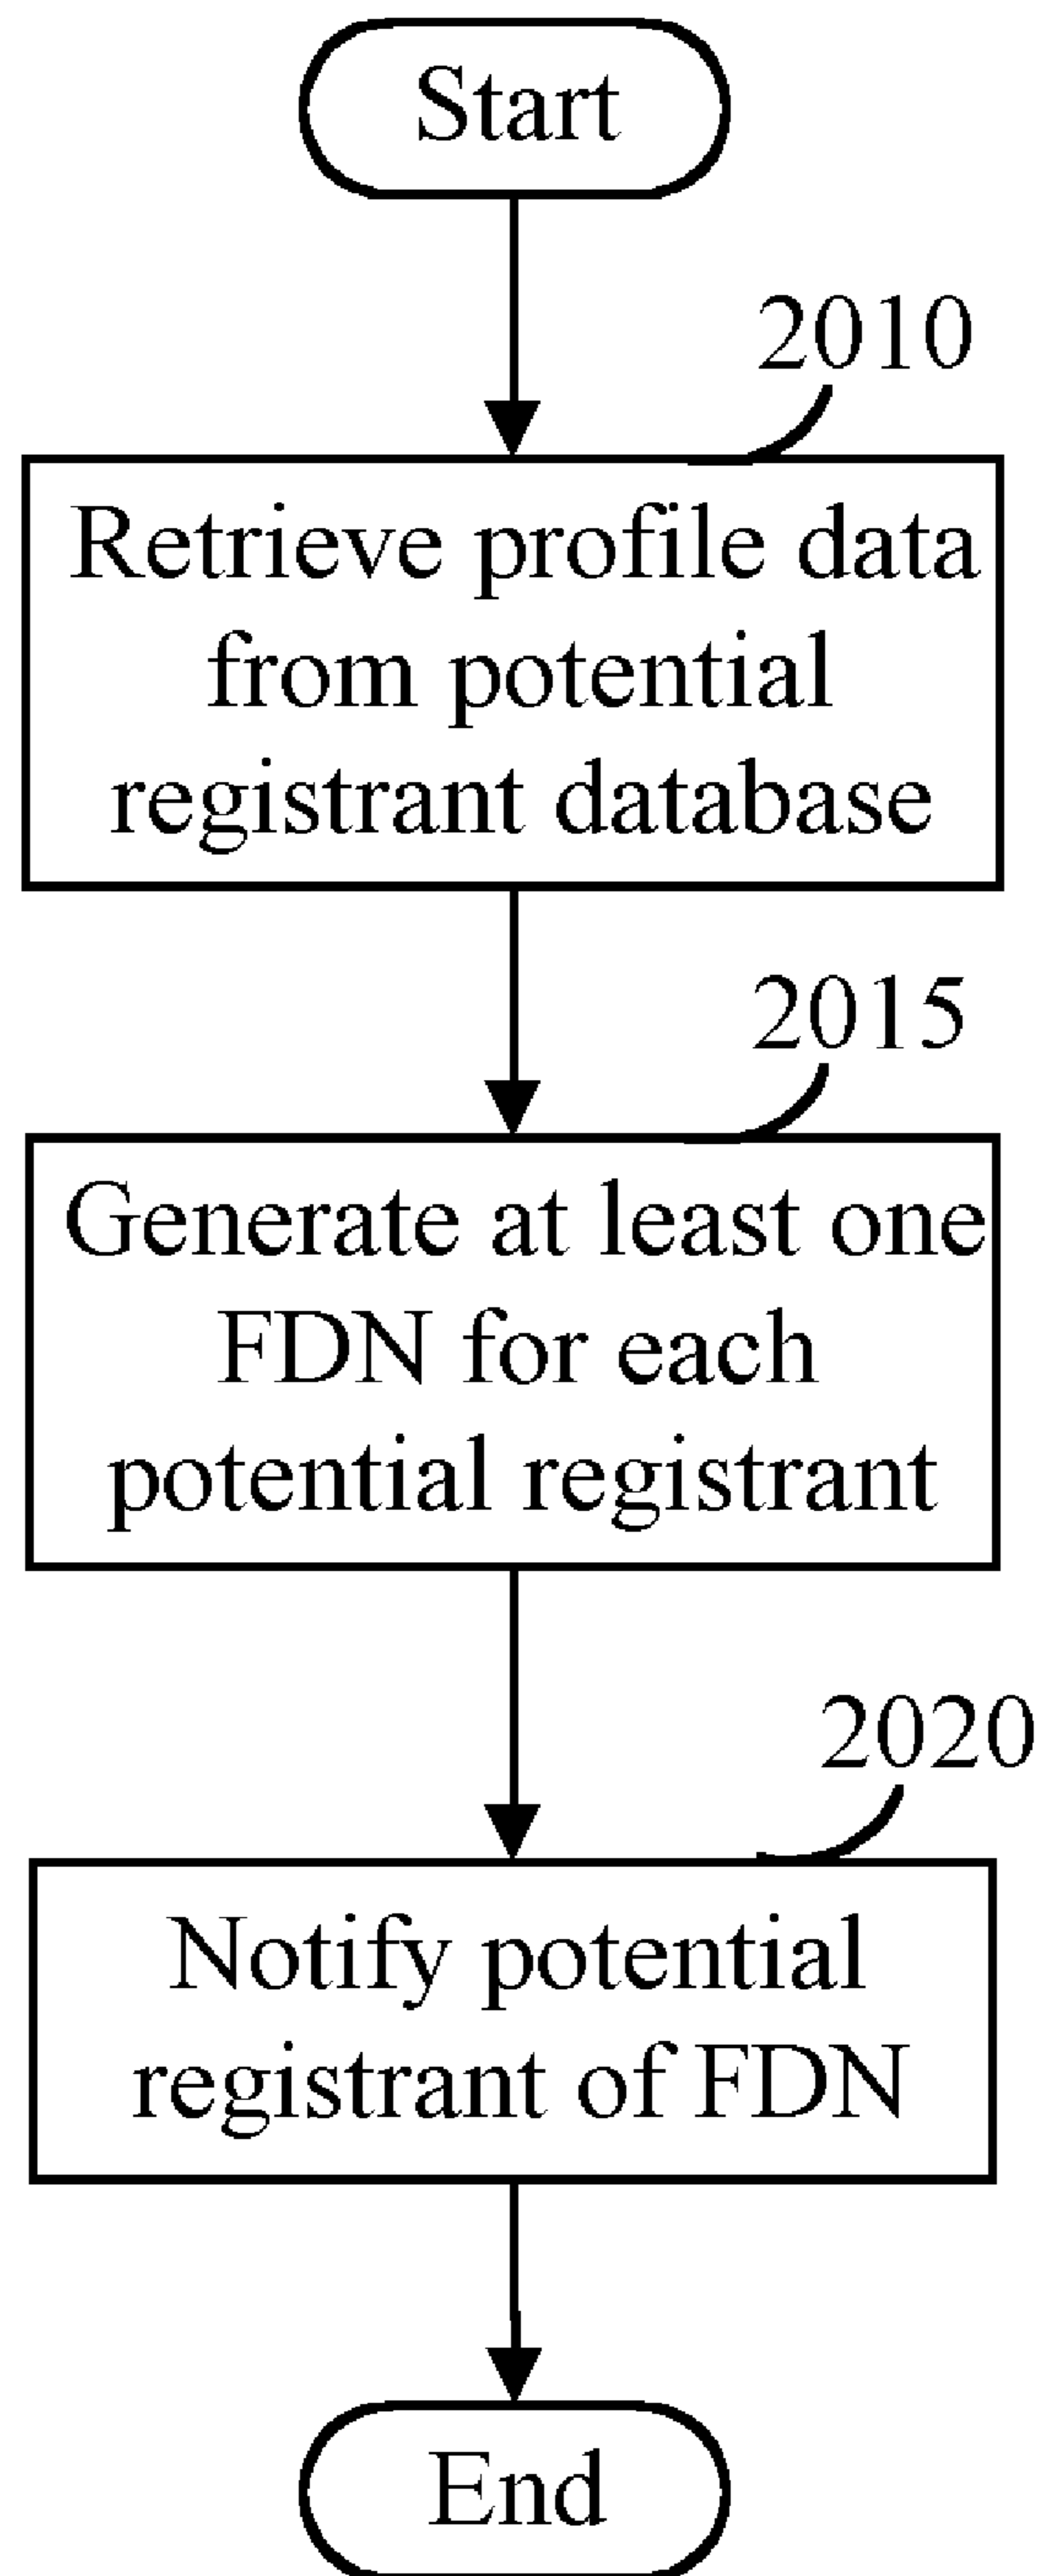 Start
2010
Retrieve profile data
from potential
registrant database
2015
Generate at least one
FDN for each
potential registrant
2020
Notify potential
registrant of FDN
End